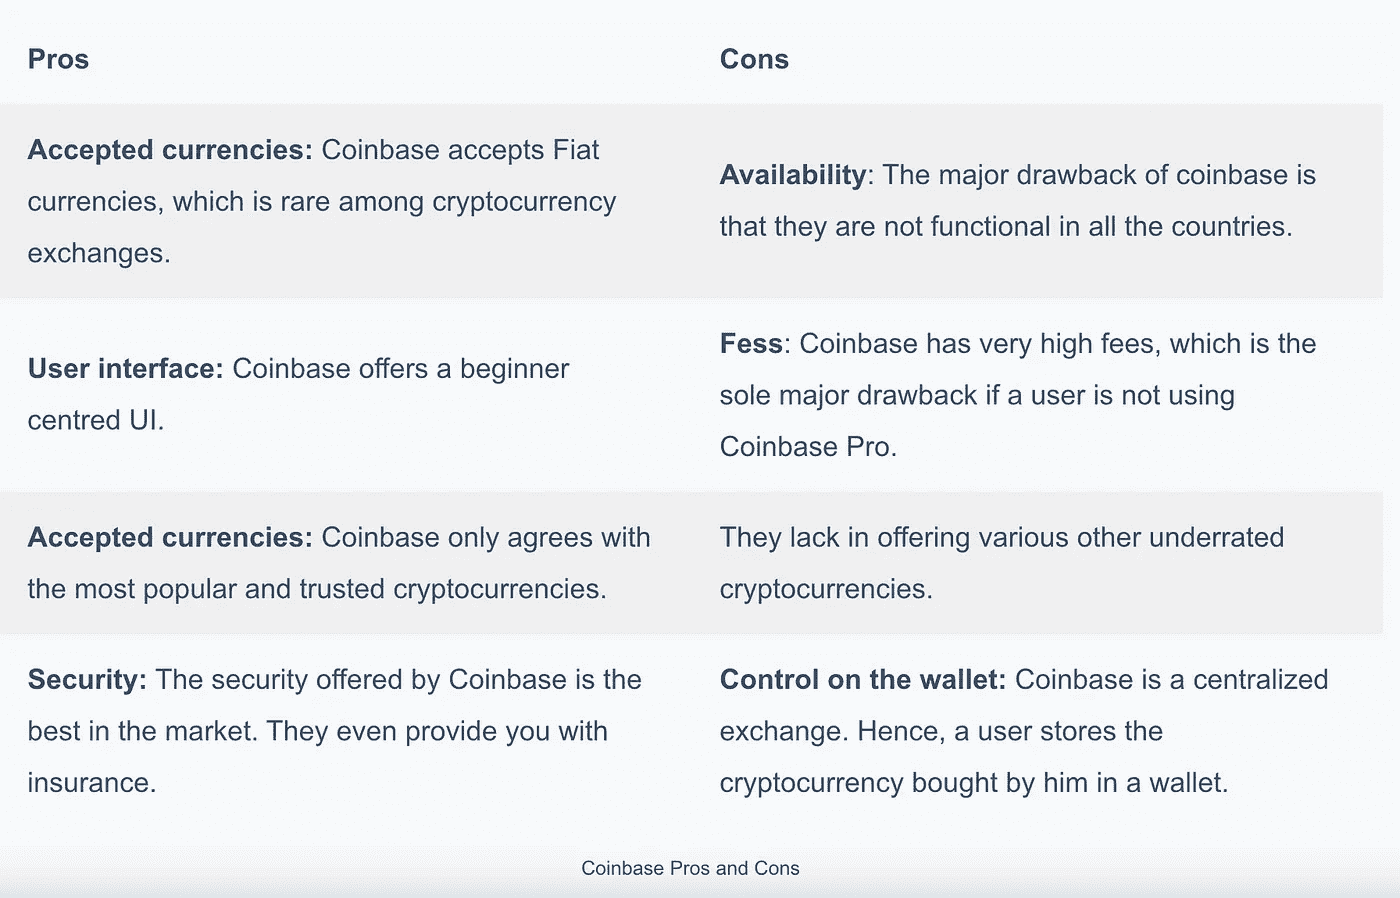 Pros
Cons
Accepted currencies: Coinbase accepts Fiat
currencies, which is rare among cryptocurrency
exchanges.
Availability: The major drawback of coinbase is
that they are not functional in all the countries.
User interface: Coinbase offers a beginner
centred UI.
Fess: Coinbase has very high fees, which is the
sole major drawback if a user is not using
Coinbase Pro.
Accepted currencies: Coinbase only agrees with
the most popular and trusted cryptocurrencies.
They lack in offering various other underrated
cryptocurrencies.
Security: The security offered by Coinbase is the
best in the market. They even provide you with
insurance.
Control on the wallet: Coinbase is a centralized
exchange. Hence, a user stores the
cryptocurrency bought by him in a wallet.
Coinbase Pros and Cons